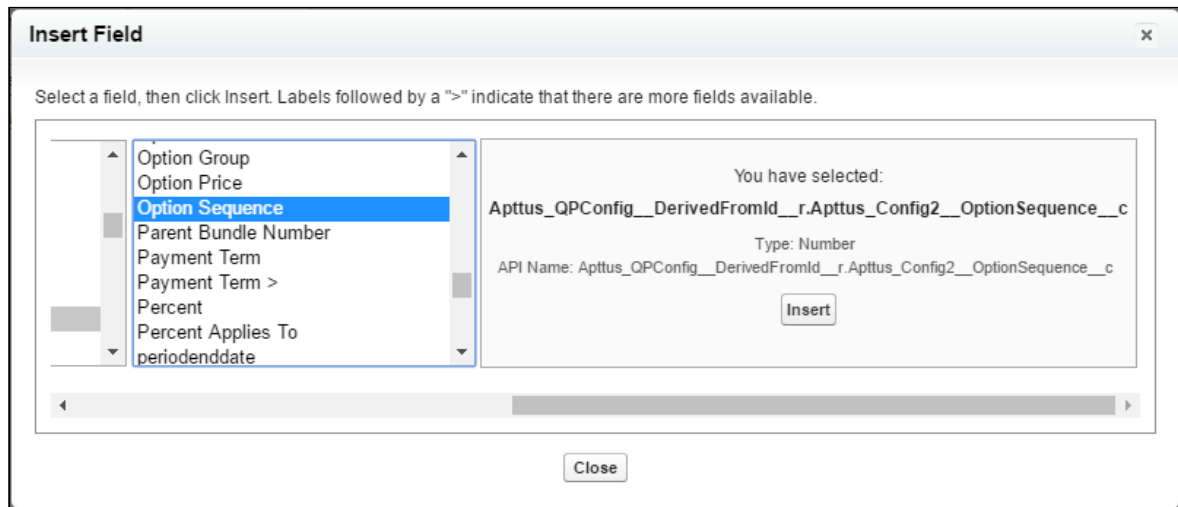 Insert Field
Select a field, then click Insert. Labels followed by a ">" indicate that there are more fields available.
Option Group
Option Price
Option Sequence
Parent Bundle Number
Payment Term
Payment Term >
Percent
Percent Applies To
periodenddate
You have selected:
Apttus_QPConfig__DerivedFromId__r.Apttus_Config2__OptionSequence__c
Type: Number
API Name: Apttus_QPConfig__DerivedFromId__r.Apttus_Config2__OptionSequence__c
Insert
Close